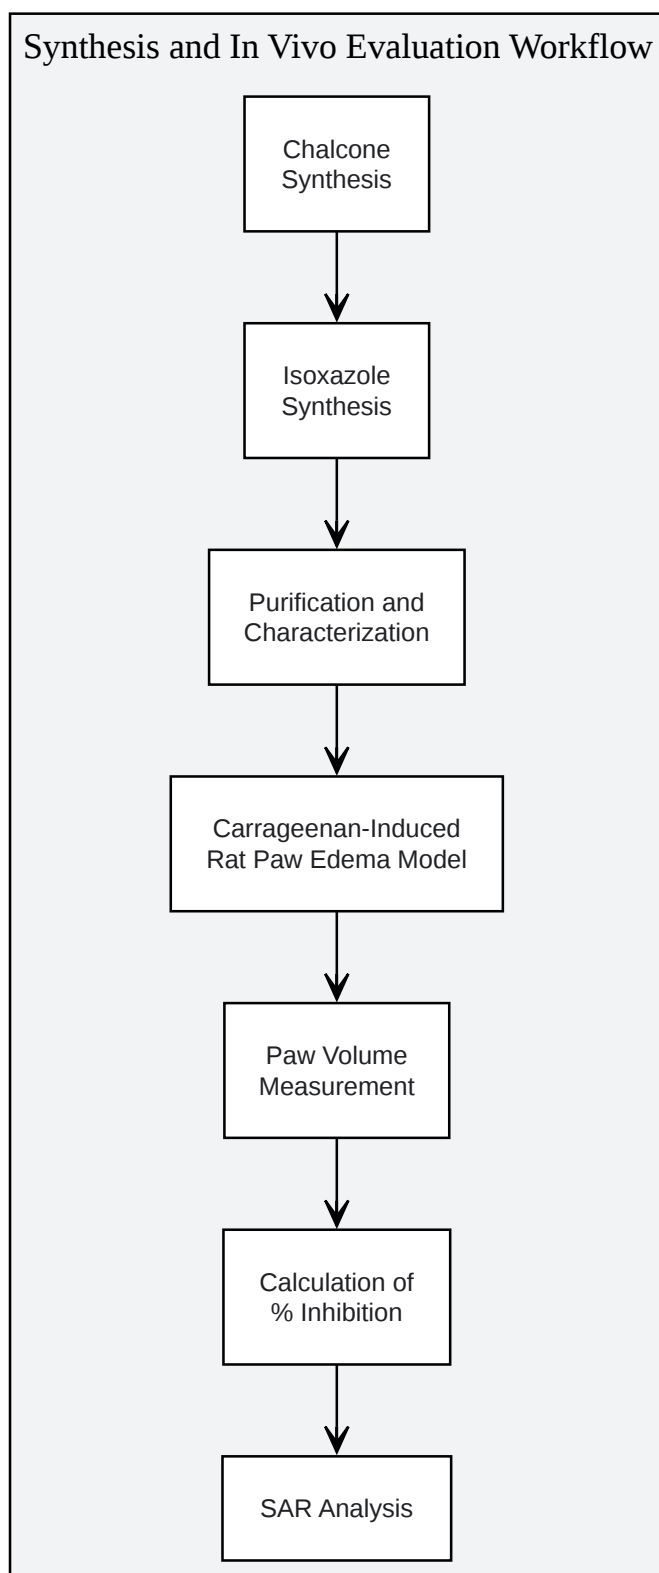 Synthesis and In Vivo Evaluation Workflow
Chalcone
Synthesis
Isoxazole
Synthesis
Purification and
Characterization
Carrageenan-Induced
Rat Paw Edema Model
Paw Volume
Measurement
Calculation of
% Inhibition
SAR Analysis